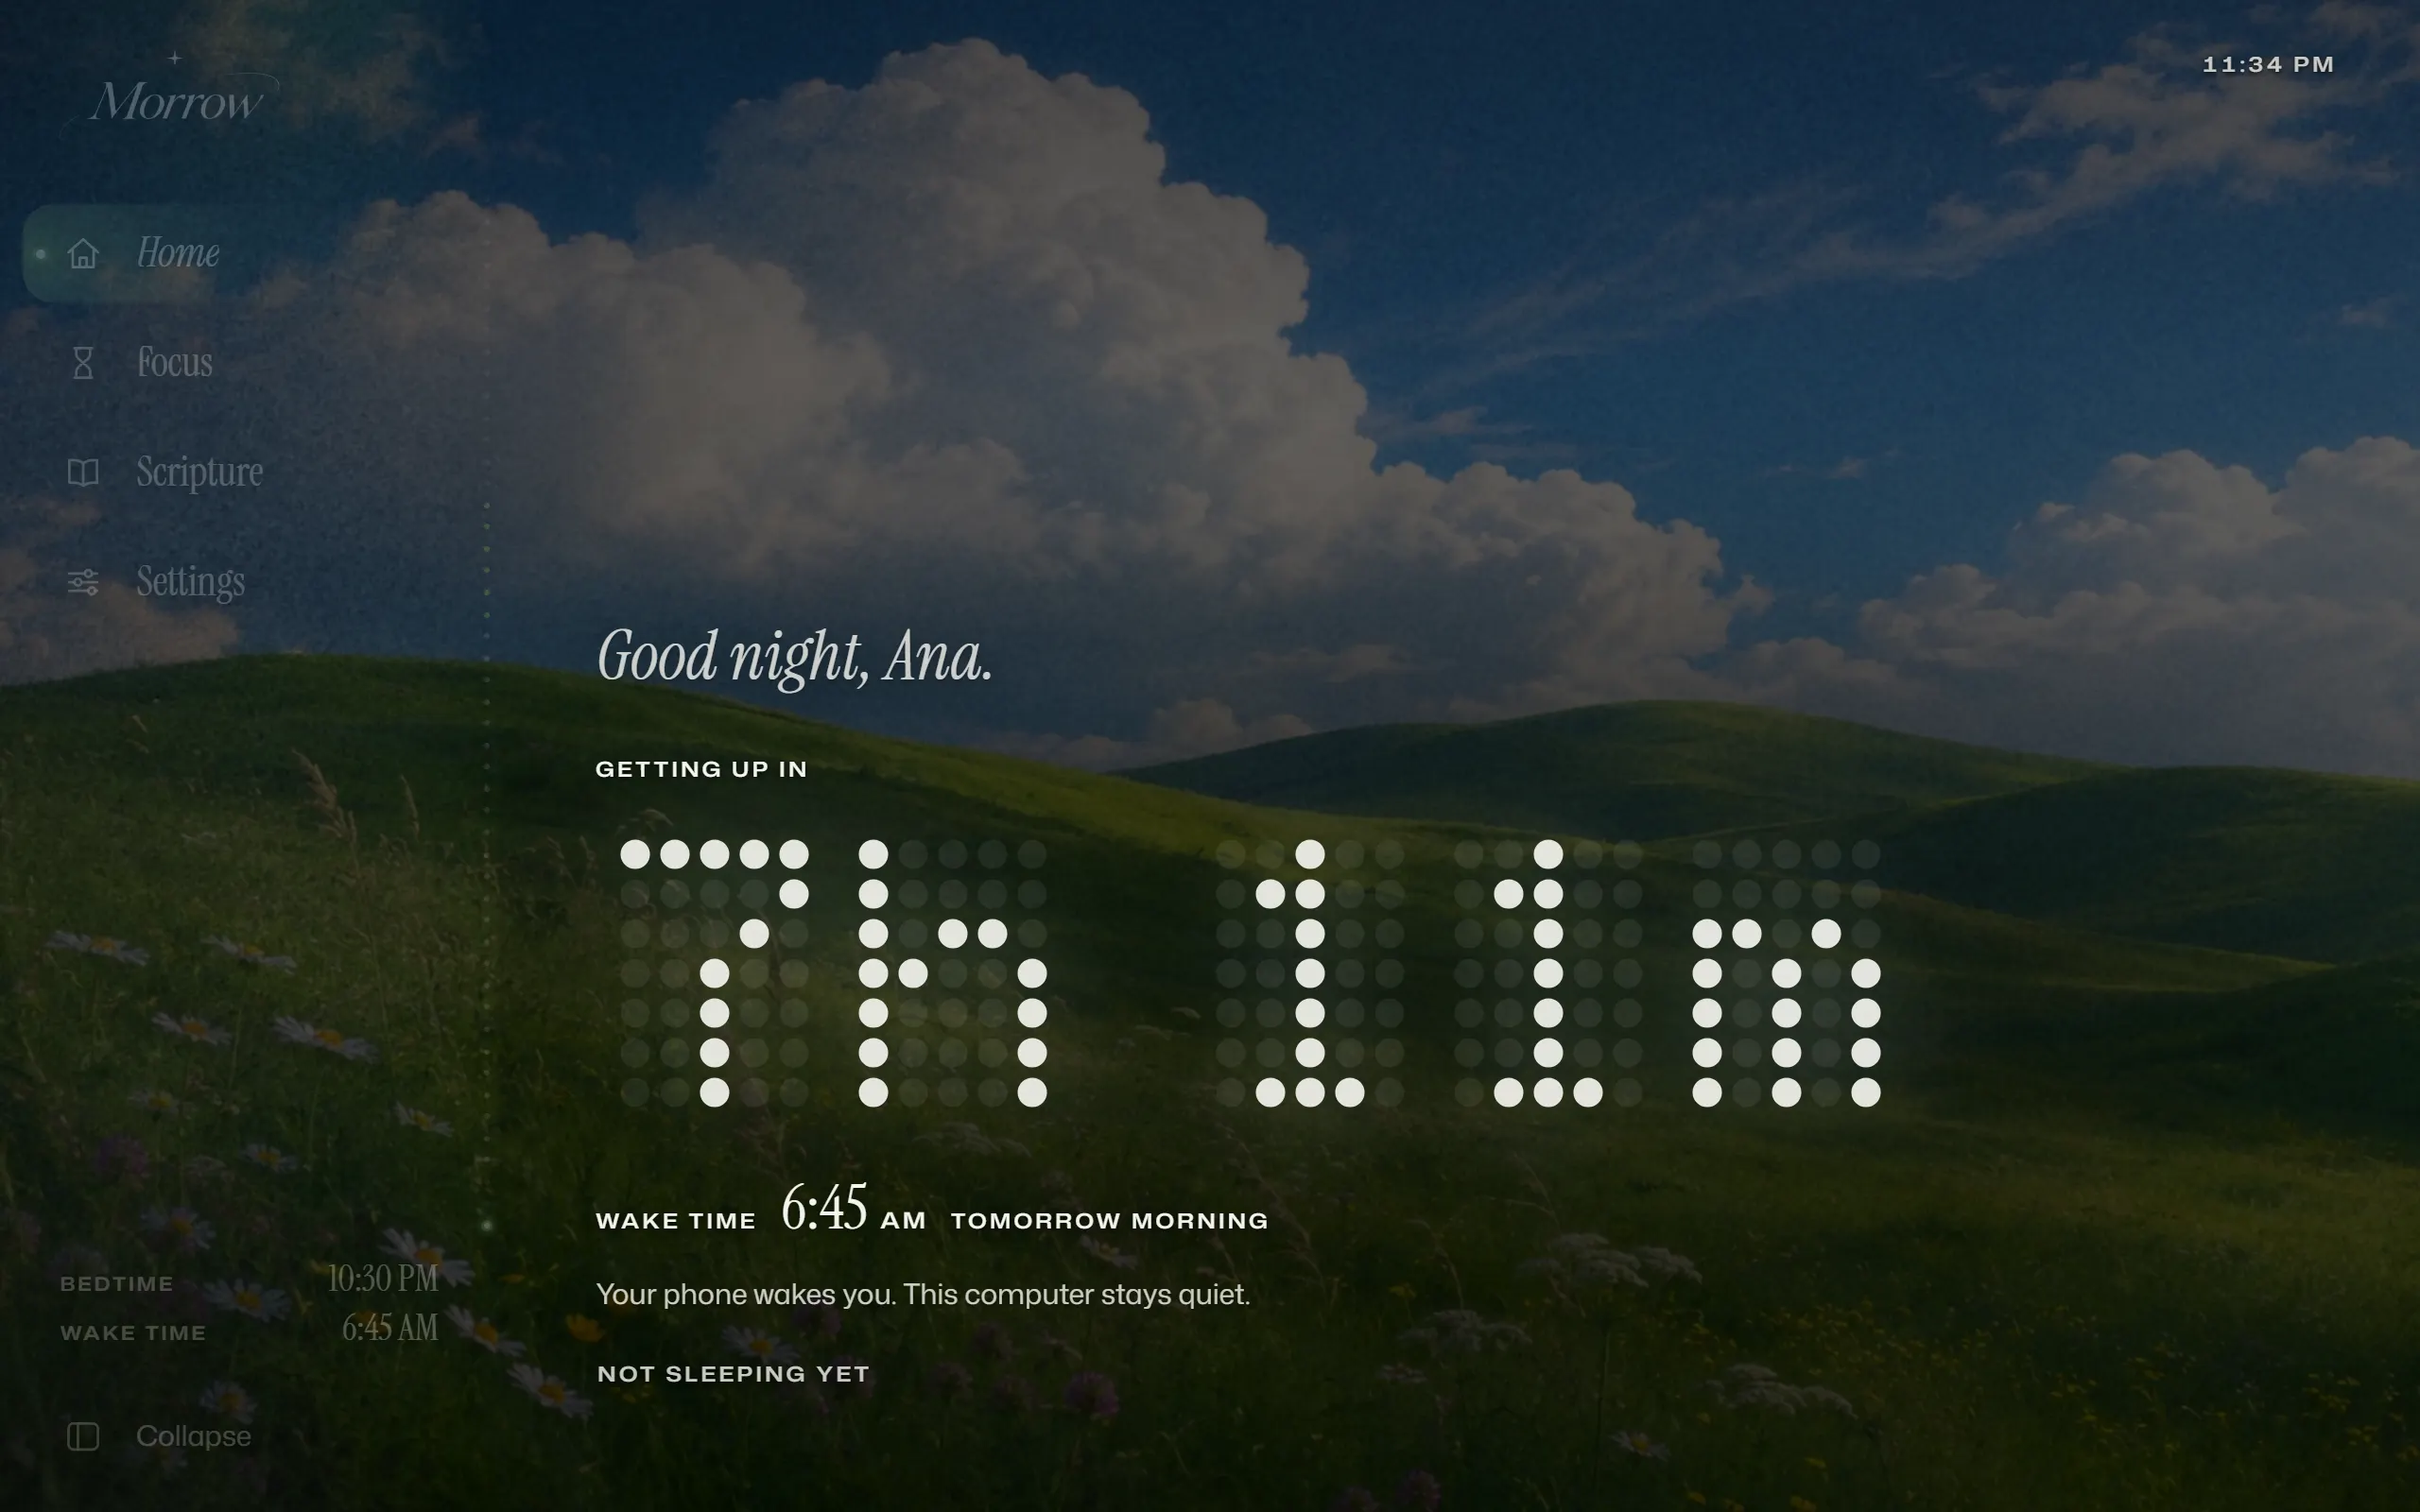 Morrow
11:34 PM
Home
Focus
Scripture
Settings
Good night, Ana.
GETTING UP IN
7h 11m
WAKE TIME 6:45 AM TOMORROW MORNING
Your phone wakes you. This computer stays quiet.
NOT SLEEPING YET
BEDTIME 10:30 PM
WAKE TIME 6:45 AM
Collapse